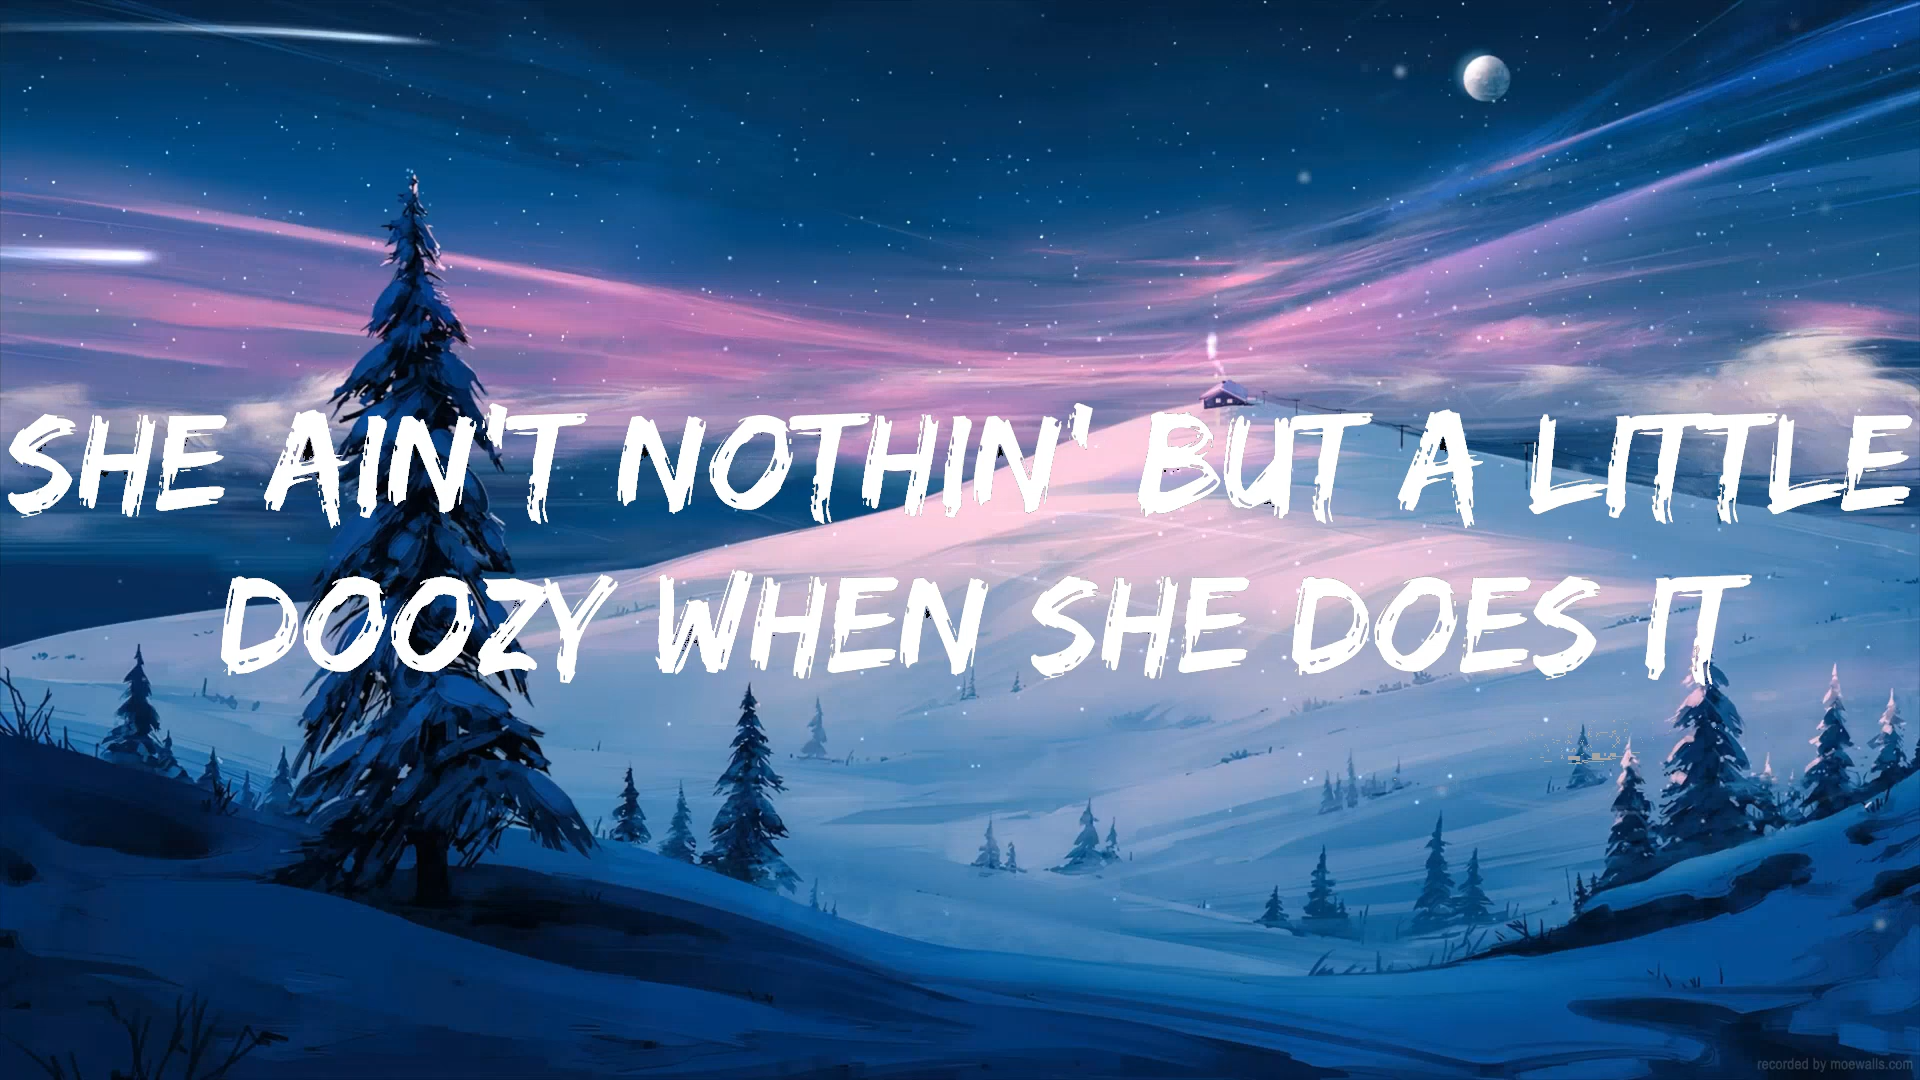 SHE AIN'T NOTHIN' BUT A LITTLE
DOOZY WHEN SHE DOES IT
recorded by moewalls.com